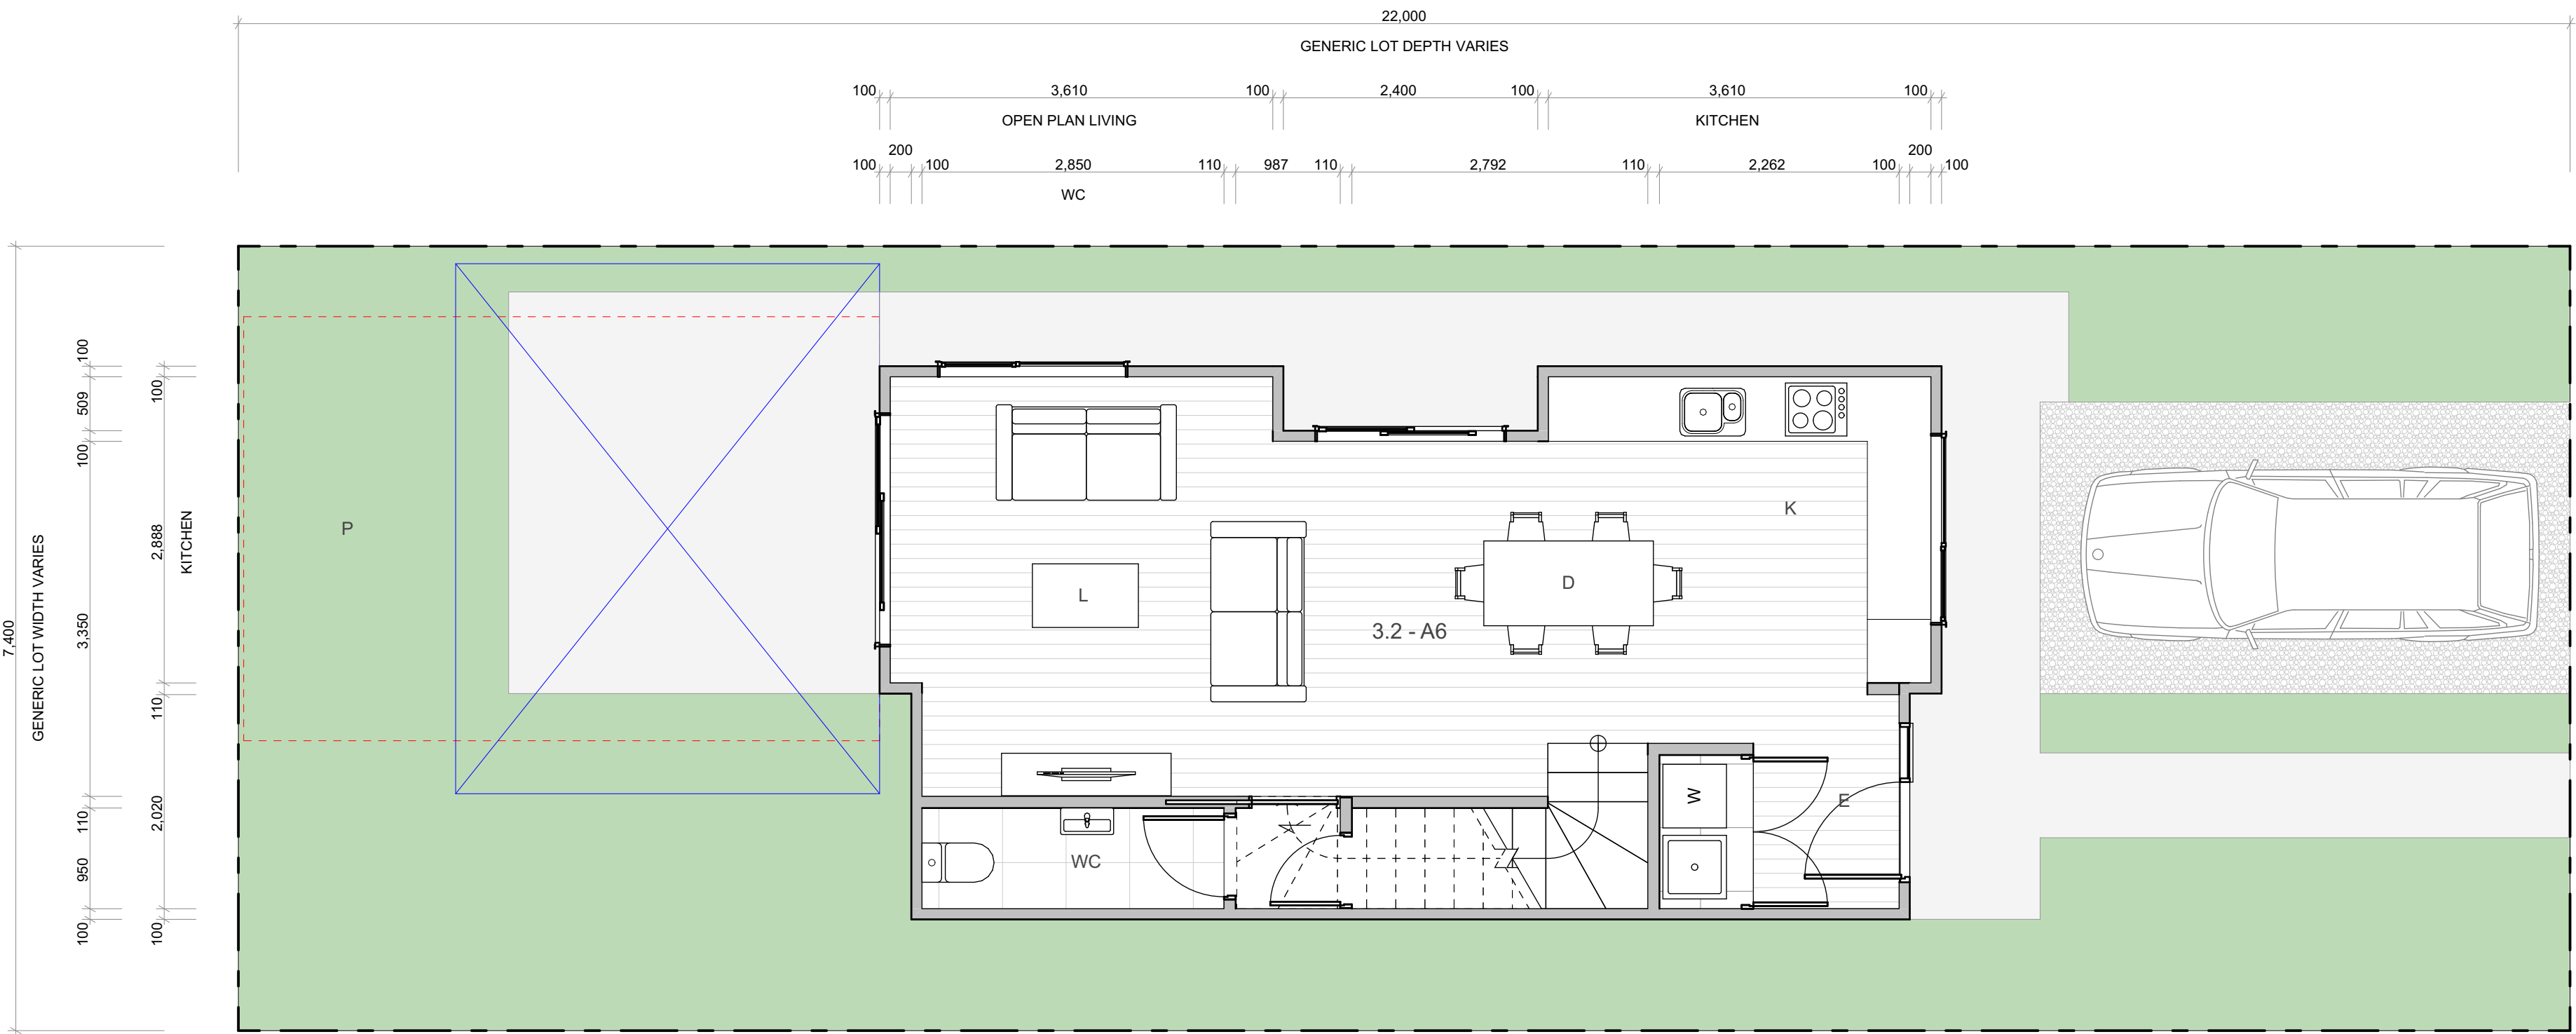 22,000
GENERIC LOT DEPTH VARIES
100 3,610 100 2,400 100 3,610 100
OPEN PLAN LIVING KITCHEN
200 200
100 100 2,850 110 987 110 2,792 110 2,262 100 100
WC
7,400
GENERIC LOT WIDTH VARIES
100 509 100 3,350 110 950 100
100 2,888 110 2,020 100
KITCHEN
P
K
L
D
3.2 - A6
W
E
WC